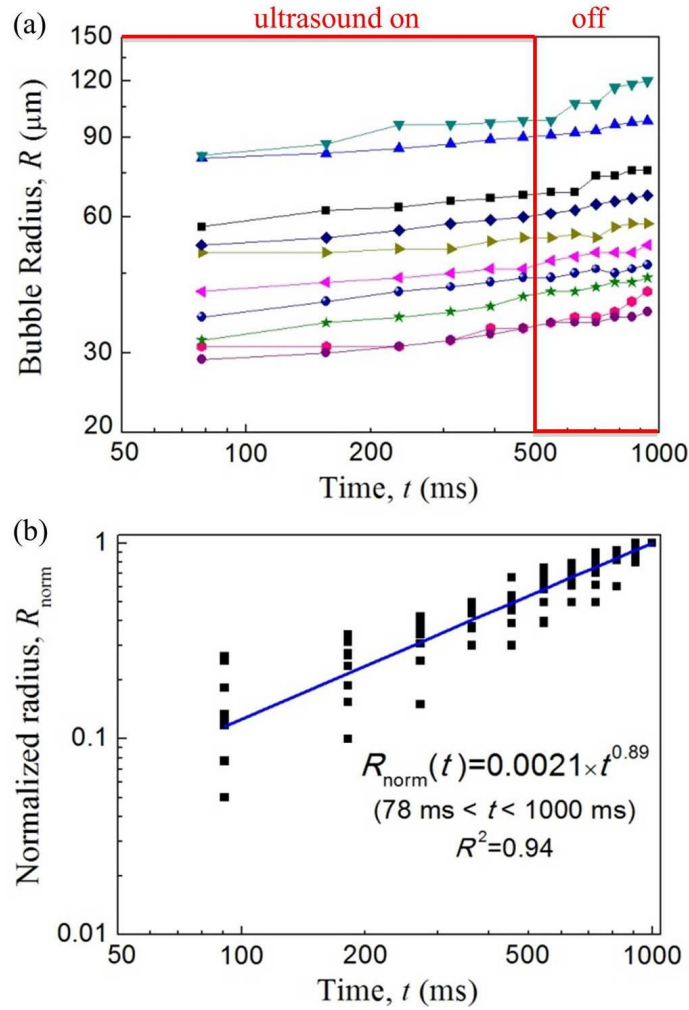 (a)
ultrasound on
off
150
120
90
60
30
20
Bubble Radius, R (μm)
50
100
200
500
1000
Time, t (ms)
(b)
1
0.1
0.01
Normalized radius, Rnorm
Rnorm(t)=0.0021×t^0.89
(78 ms < t < 1000 ms)
R²=0.94
50
100
200
500
1000
Time, t (ms)